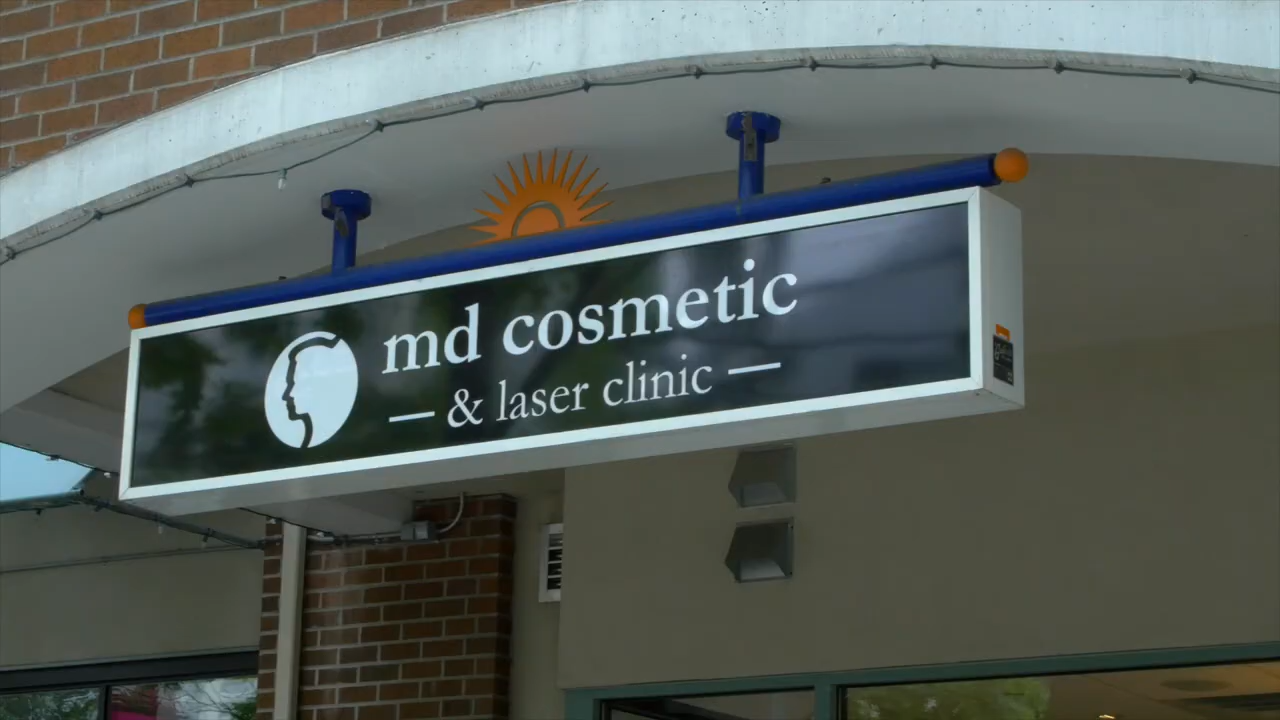 md cosmetic
— & laser clinic —